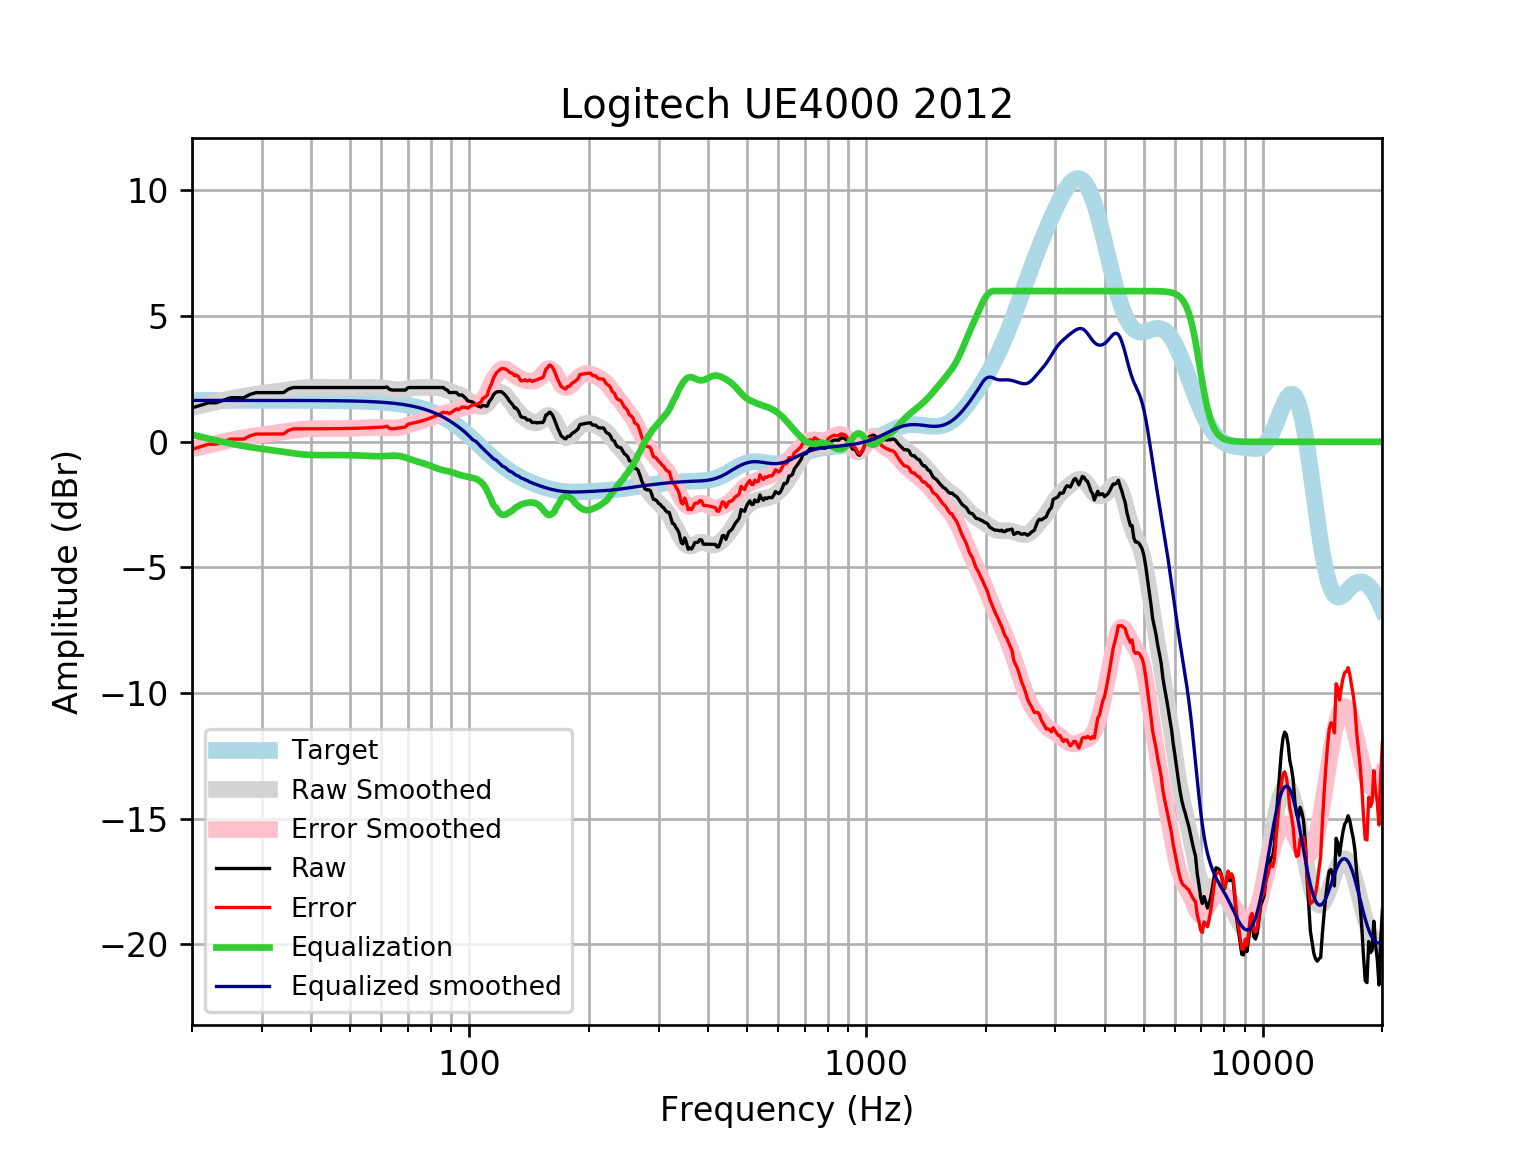 Logitech UE4000 2012
Amplitude (dBr)
10
5
0
−5
−10
−15
−20
Target
Raw Smoothed
Error Smoothed
Raw
Error
Equalization
Equalized smoothed
100
1000
10000
Frequency (Hz)